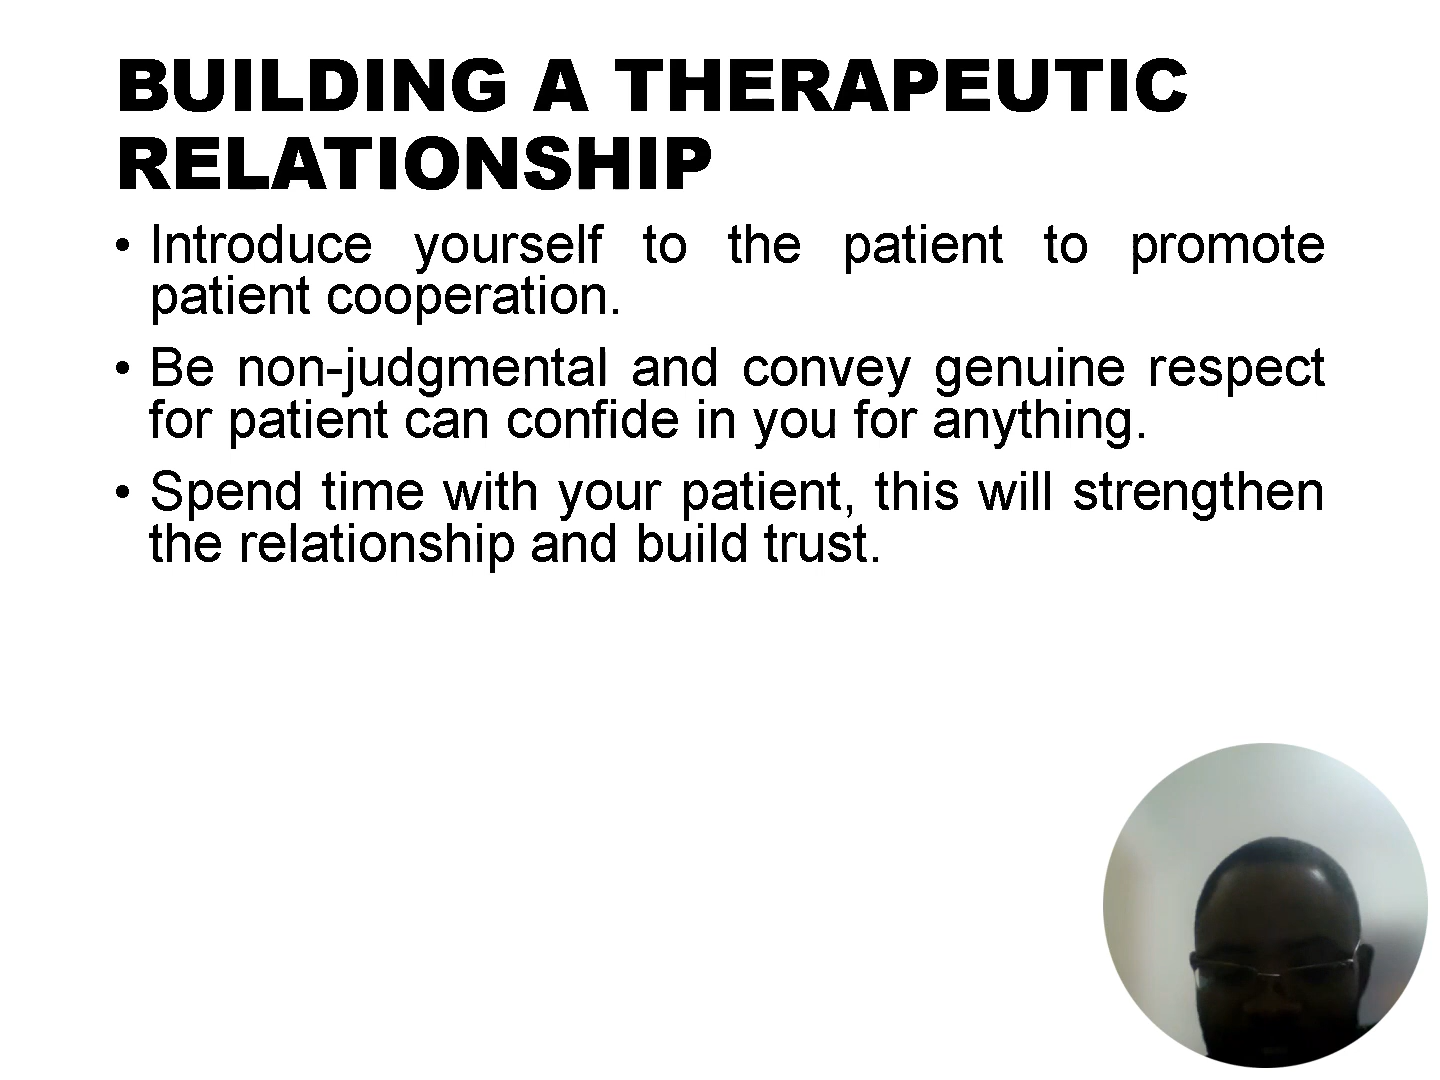 BUILDING A THERAPEUTIC
RELATIONSHIP
• Introduce yourself to the patient to promote
patient cooperation.
• Be non-judgmental and convey genuine respect
for patient can confide in you for anything.
• Spend time with your patient, this will strengthen
the relationship and build trust.